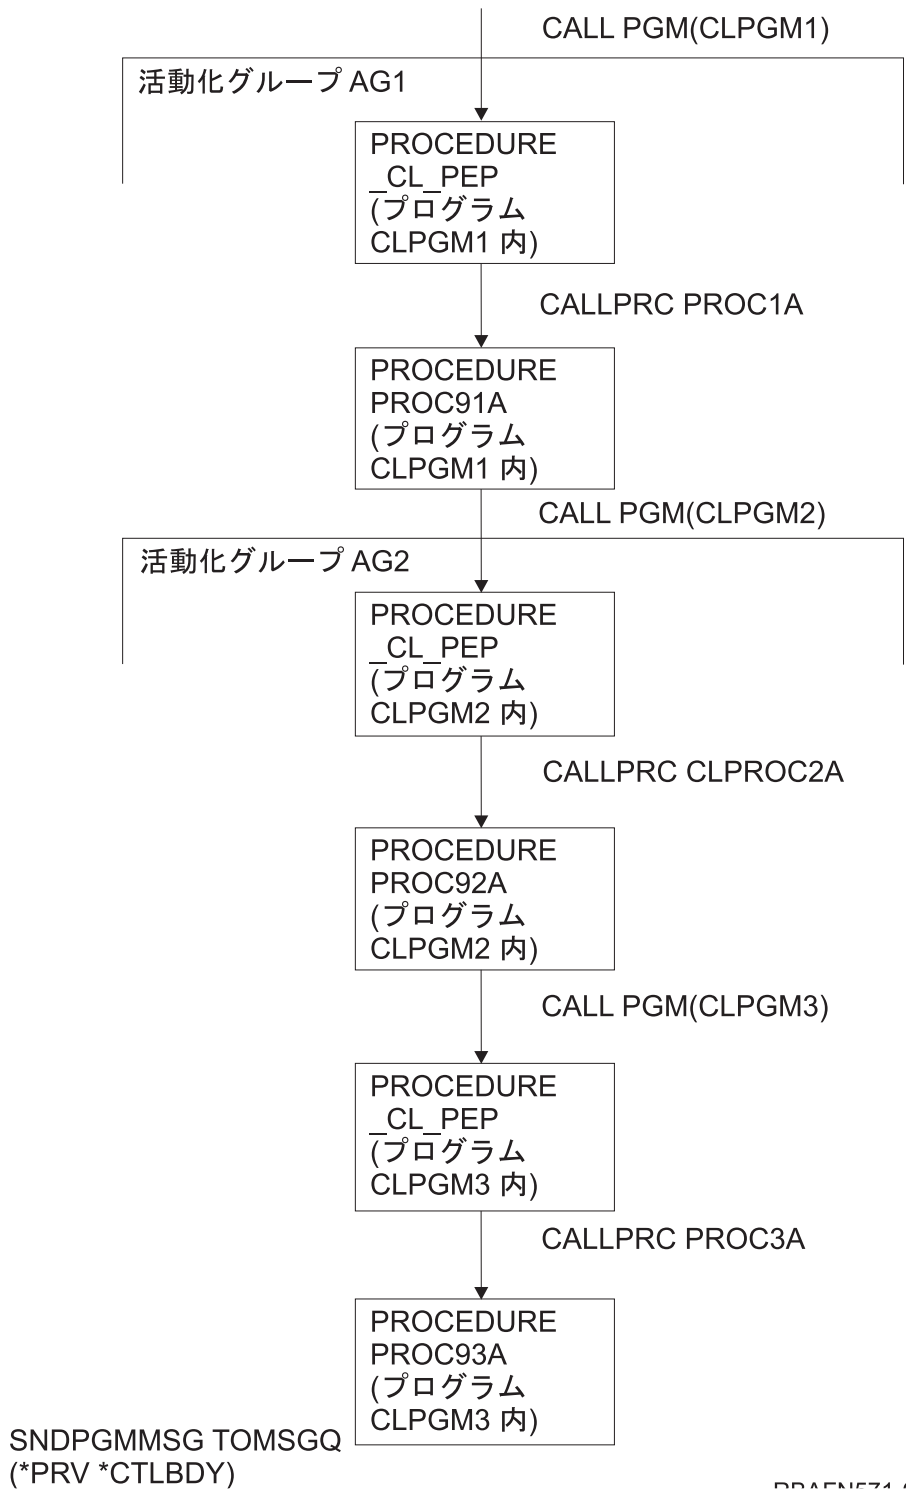 CALL PGM(CLPGM1)
活動化グループ AG1
PROCEDURE
_CL_PEP
(プログラム
CLPGM1 内)
CALLPRC PROC1A
PROCEDURE
PROC91A
(プログラム
CLPGM1 内)
CALL PGM(CLPGM2)
活動化グループ AG2
PROCEDURE
_CL_PEP
(プログラム
CLPGM2 内)
CALLPRC CLPROC2A
PROCEDURE
PROC92A
(プログラム
CLPGM2 内)
CALL PGM(CLPGM3)
PROCEDURE
_CL_PEP
(プログラム
CLPGM3 内)
CALLPRC PROC3A
PROCEDURE
PROC93A
(プログラム
CLPGM3 内)
SNDPGMMSG TOMSGQ
(*PRV *CTLBDY)